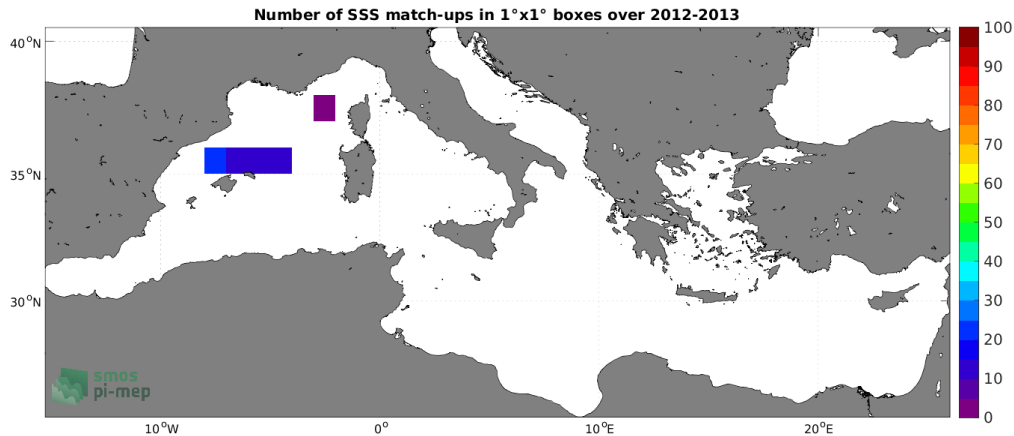 Number of SSS match-ups in 1°x1° boxes over 2012-2013
40°N
35°N
30°N
10°W
0°
10°E
20°E
100
90
80
70
60
50
40
30
20
10
0
smos
pi-mep